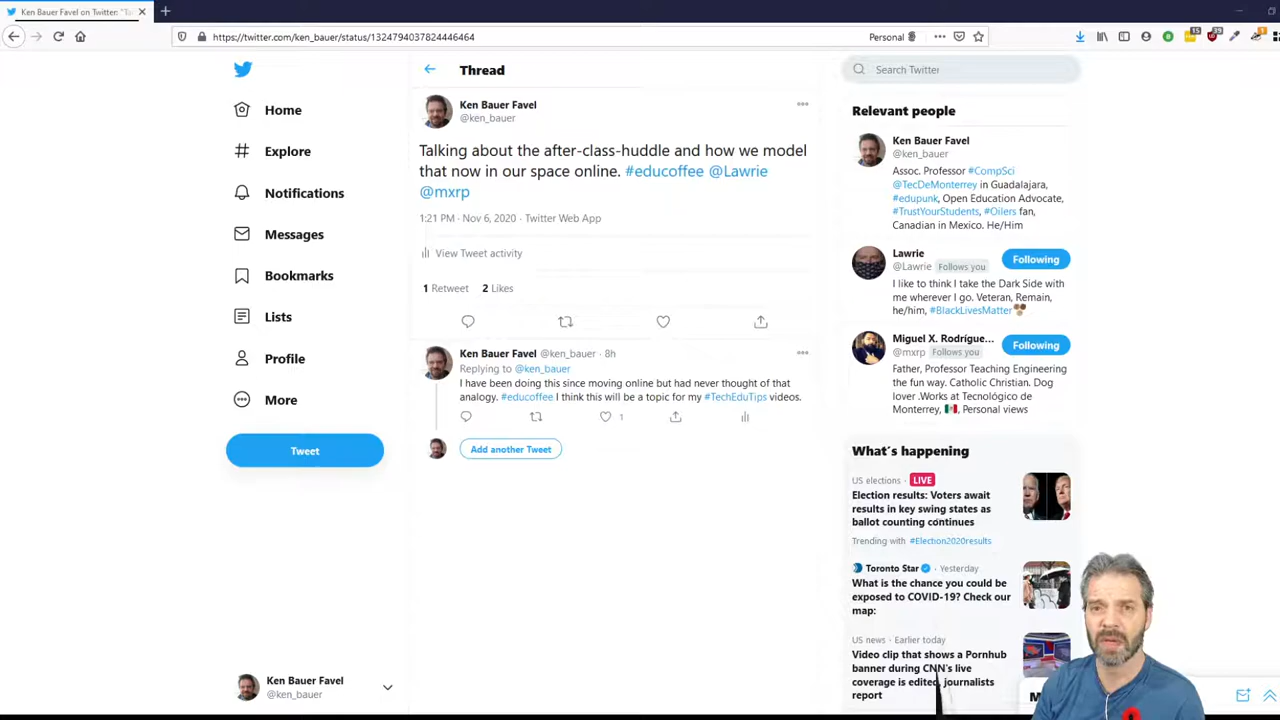 Ken Bauer Favel on Twitter: "Ta
https://twitter.com/ken_bauer/status/1324794037824446464
Personal
15
39
1
Home
Explore
Notifications
Messages
Bookmarks
Lists
Profile
More
Tweet
Ken Bauer Favel
@ken_bauer
Thread
Ken Bauer Favel
@ken_bauer
Talking about the after-class-huddle and how we model
that now in our space online. #educoffee @Lawrie
@mxrp
1:21 PM · Nov 6, 2020 · Twitter Web App
View Tweet activity
1 Retweet 2 Likes
Ken Bauer Favel @ken_bauer · 8h
Replying to @ken_bauer
I have been doing this since moving online but had never thought of that
analogy. #educoffee I think this will be a topic for my #TechEduTips videos.
1
Add another Tweet
Search Twitter
Relevant people
Ken Bauer Favel
@ken_bauer
Assoc. Professor #CompSci
@TecDeMonterrey in Guadalajara,
#edupunk, Open Education Advocate,
#TrustYourStudents, #Oilers fan,
Canadian in Mexico. He/Him
Lawrie
@Lawrie Follows you
Following
I like to think I take the Dark Side with
me wherever I go. Veteran, Remain,
he/him, #BlackLivesMatter
Miguel X. Rodrígue...
@mxrp Follows you
Following
Father, Professor Teaching Engineering
the fun way. Catholic Christian. Dog
lover .Works at Tecnológico de
Monterrey, Personal views
What's happening
US elections · LIVE
Election results: Voters await
results in key swing states as
ballot counting continues
Trending with #Election2020results
Toronto Star · Yesterday
What is the chance you could be
exposed to COVID-19? Check our
map:
US news · Earlier today
Video clip that shows a Pornhub
banner during CNN's live
coverage is edited, journalists
report